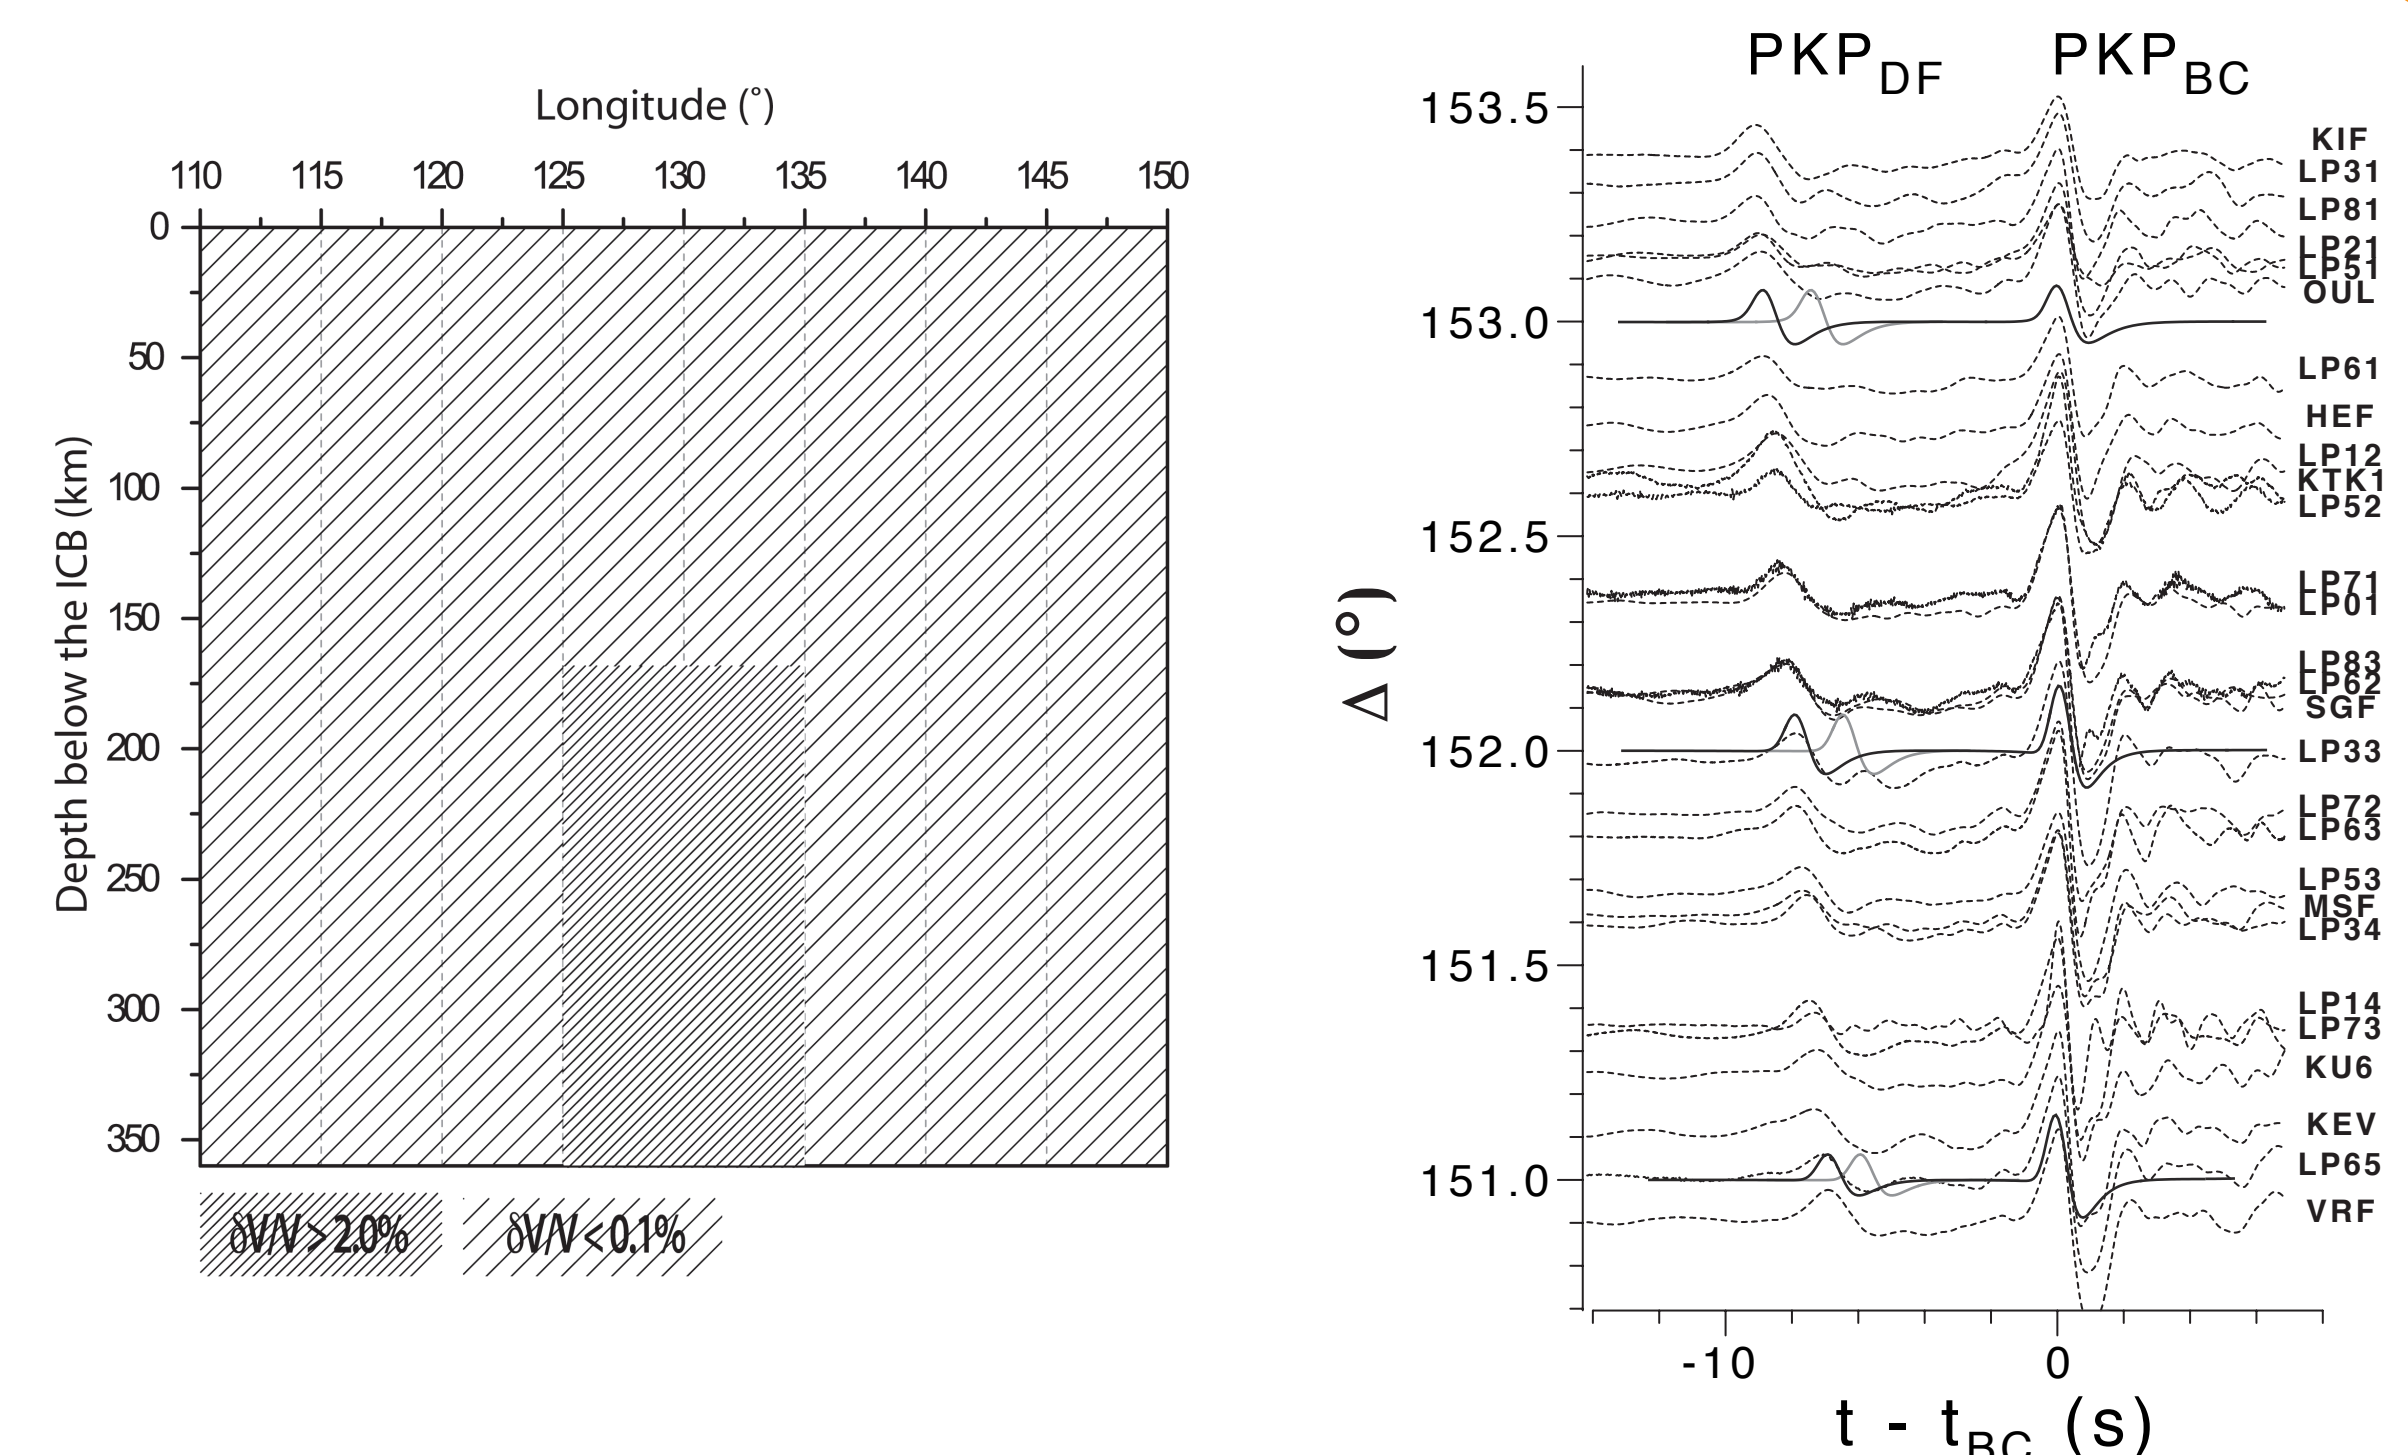 Longitude (°)
110 115 120 125 130 135 140 145 150
0
50
100
150
200
250
300
350
Depth below the ICB (km)
δV/V > 2.0% δV/V < 0.1%
PKP_DF PKP_BC
153.5
153.0
152.5
152.0
151.5
151.0
Δ (°)
KIF
LP31
LP81
LP21
LP51
OUL
LP61
HEF
LP12
KTK1
LP52
LP71
LP01
LP83
LP62
SGF
LP33
LP72
LP63
LP53
MSF
LP34
LP14
LP73
KU6
KEV
LP65
VRF
-10 0
t - t_BC (s)